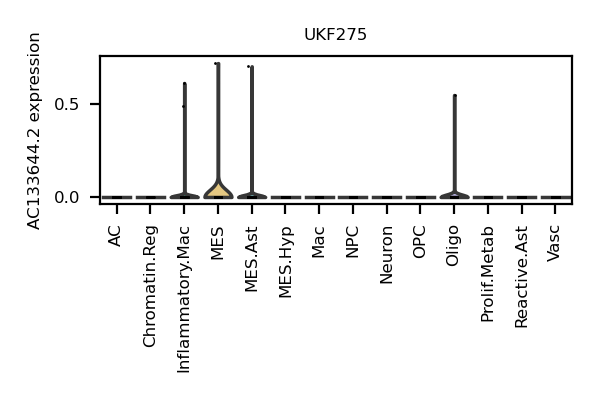 UKF275
AC133644.2 expression
0.5
0.0
AC
Chromatin.Reg
Inflammatory.Mac
MES
MES.Ast
MES.Hyp
Mac
NPC
Neuron
OPC
Oligo
Prolif.Metab
Reactive.Ast
Vasc